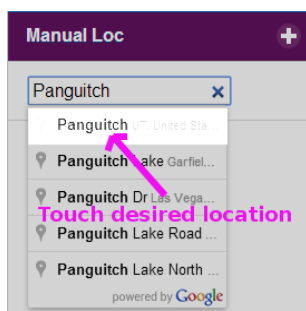 Manual Loc +
Panguitch ×
Panguitch UT, United Sta...
Panguitch Lake Garfiel...
Panguitch Dr Las Vega...
Touch desired location
Panguitch Lake Road ...
Panguitch Lake North ...
powered by Google